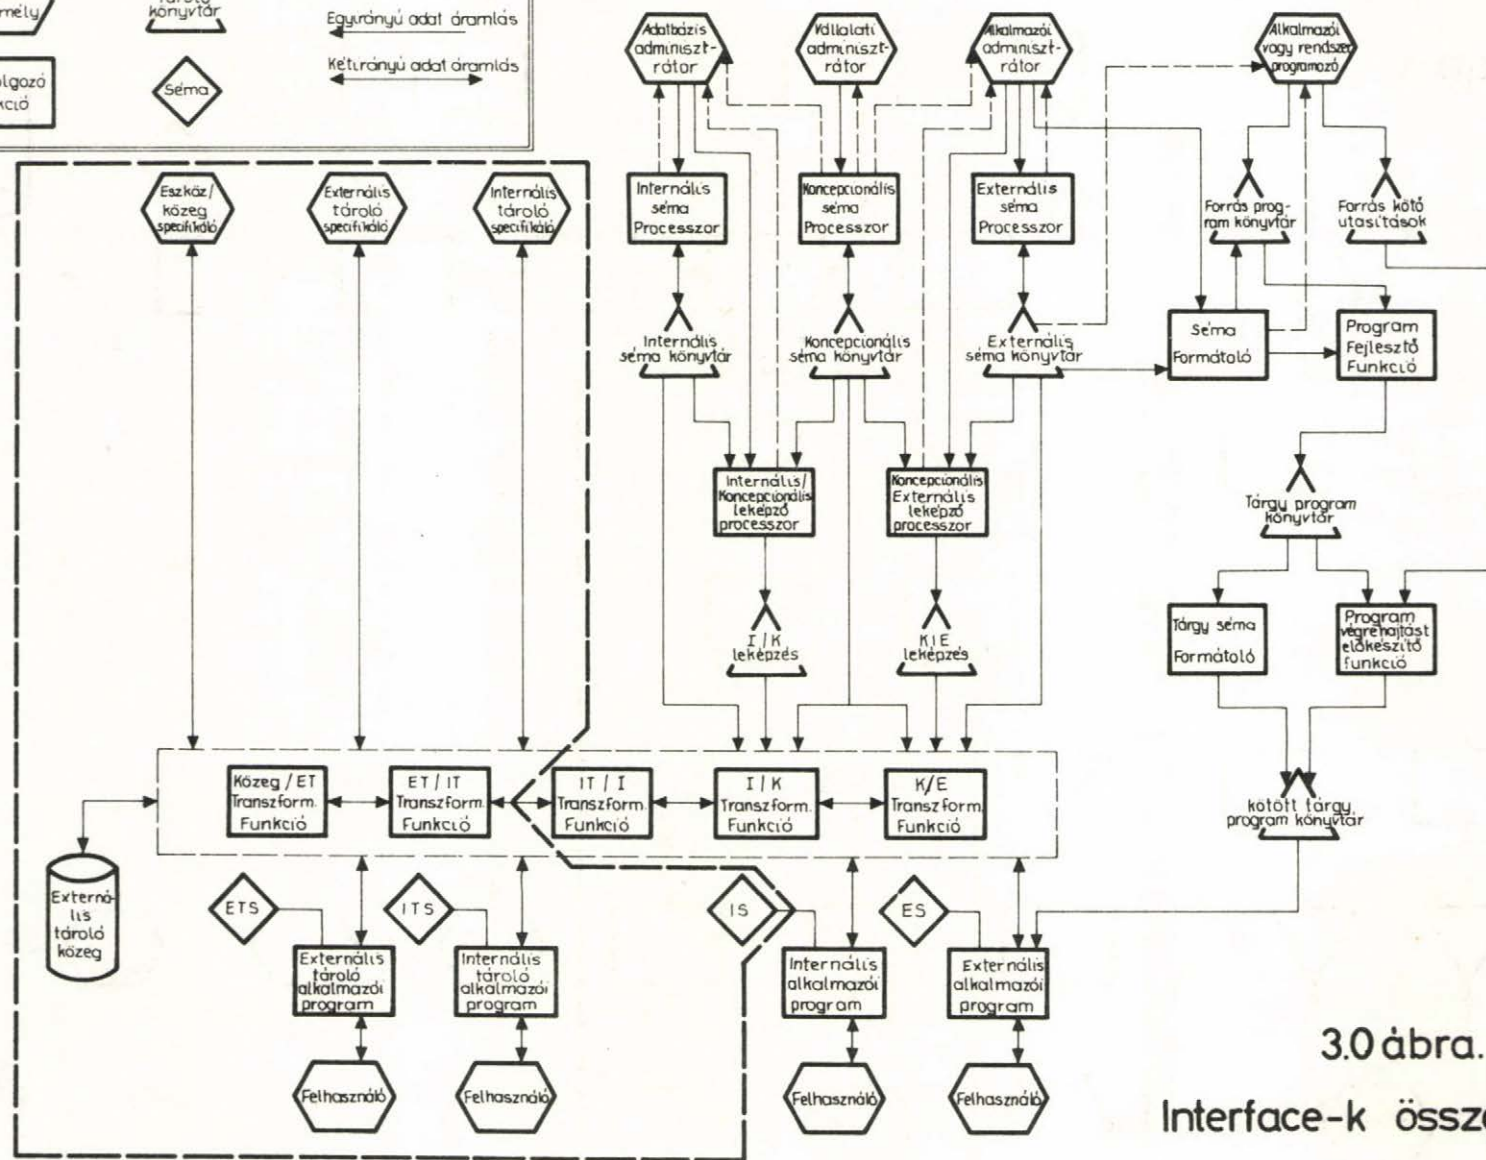 mély
könyvtár
Egyirányú adat áramlás
Séma
Kétirányú adat áramlás
Adatbázis
adminiszt-
rátor
Vállalati
adminiszt-
rátor
Alkalmazói
adminiszt-
rátor
Alkalmazói
vagy rendszer
programozó
Eszköz/
közeg
specifikáló
Externális
tároló
specifikáló
Internális
tároló
specifikáló
Internális
séma
Processzor
Koncepcionális
séma
Processzor
Externális
séma
Processzor
Forrás prog-
ram könyvtár
Forrás kötő
utasítások
Internális
séma könyvtár
Koncepcionális
séma könyvtár
Externális
séma könyvtár
Séma
Formátoló
Program
Fejlesztő
Funkció
Internális/
Koncepcionális
leképző
processzor
Koncepcionális
Externális
leképző
processzor
Tárgy program
könyvtár
I/K
leképzés
K/E
leképzés
Tárgy séma
Formátoló
Program
végrehajtást
előkészítő
funkció
Közeg/ET
Transzform.
Funkció
ET/IT
Transzform.
Funkció
IT/I
Transzform.
Funkció
I/K
Transzform.
Funkció
K/E
Transzform.
Funkció
kötött tárgy
program könyvtár
Externá-
lis
tároló
közeg
ETS
ITS
IS
ES
Externális
tároló
alkalmazói
program
Internális
tároló
alkalmazói
program
Internális
alkalmazói
program
Externális
alkalmazói
program
Felhasználó
Felhasználó
Felhasználó
Felhasználó
3.0 ábra.
Interface-k össze